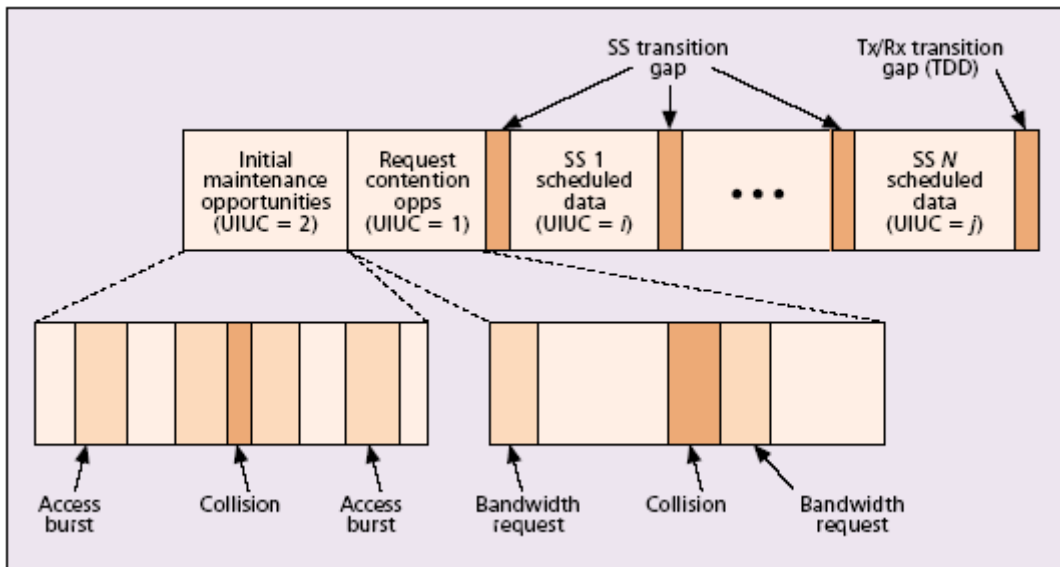 SS transition
gap
Tx/Rx transition
gap (TDD)
Initial
maintenance
opportunities
(UIUC = 2)
Request
contention
opps
(UIUC = 1)
SS 1
scheduled
data
(UIUC = i)
• • •
SS N
scheduled
data
(UIUC = j)
Access
burst
Collision
Access
burst
Bandwidth
request
Collision
Bandwidth
request